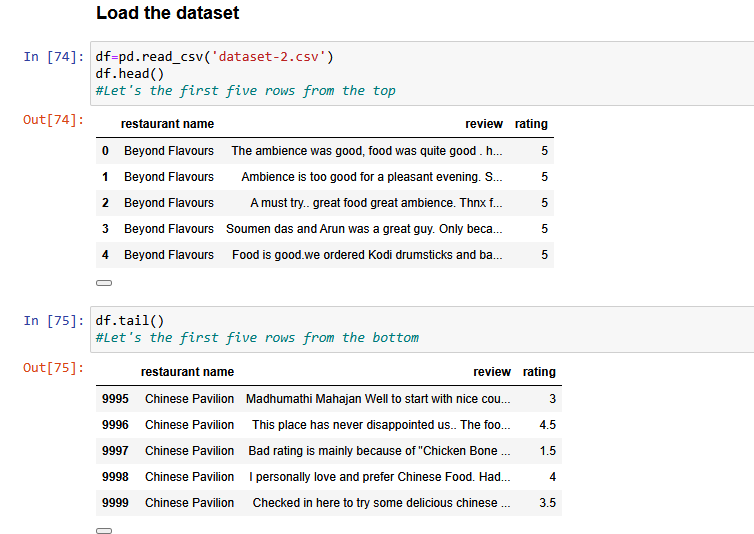 Load the dataset
In [74]: df=pd.read_csv('dataset-2.csv')
df.head()
#Let's the first five rows from the top
Out[74]:
restaurant name review rating
0 Beyond Flavours The ambience was good, food was quite good . h... 5
1 Beyond Flavours Ambience is too good for a pleasant evening. S... 5
2 Beyond Flavours A must try.. great food great ambience. Thnx f... 5
3 Beyond Flavours Soumen das and Arun was a great guy. Only beca... 5
4 Beyond Flavours Food is good.we ordered Kodi drumsticks and ba... 5
In [75]: df.tail()
#Let's the first five rows from the bottom
Out[75]:
restaurant name review rating
9995 Chinese Pavilion Madhumathi Mahajan Well to start with nice cou... 3
9996 Chinese Pavilion This place has never disappointed us.. The foo... 4.5
9997 Chinese Pavilion Bad rating is mainly because of "Chicken Bone ... 1.5
9998 Chinese Pavilion I personally love and prefer Chinese Food. Had... 4
9999 Chinese Pavilion Checked in here to try some delicious chinese ... 3.5